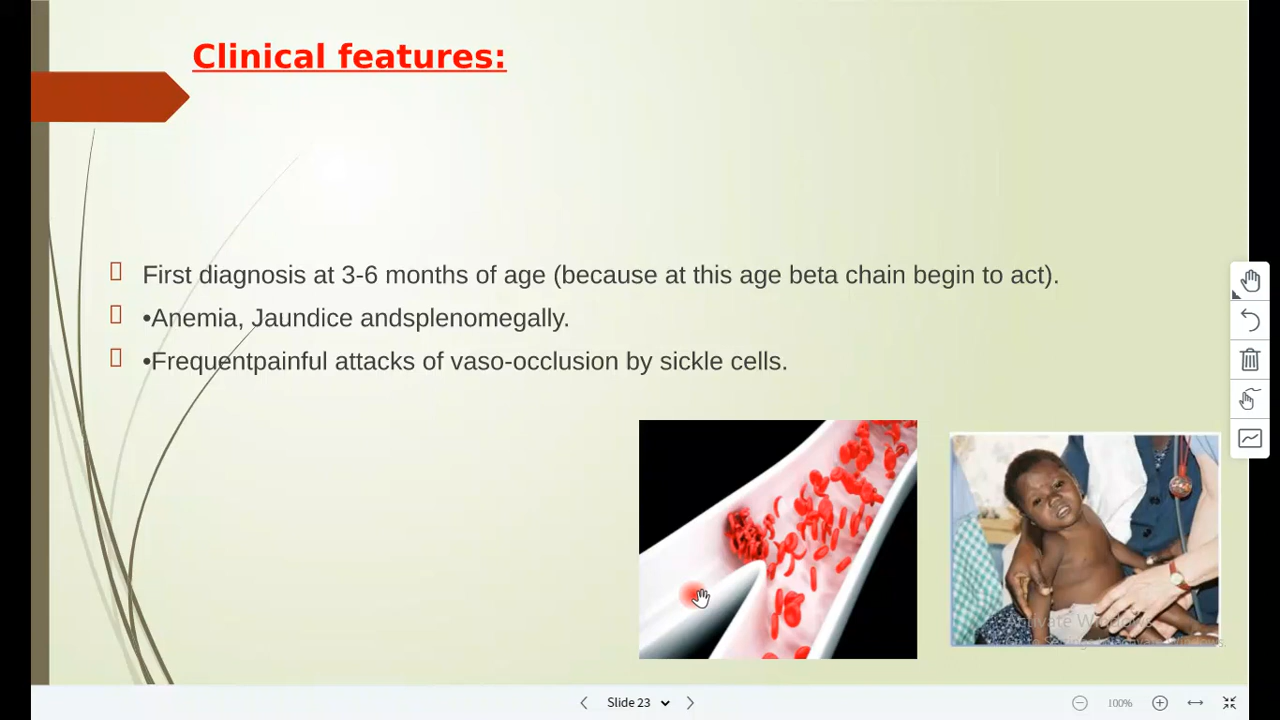 Clinical features:
First diagnosis at 3-6 months of age (because at this age beta chain begin to act).
•Anemia, Jaundice andsplenomegally.
•Frequentpainful attacks of vaso-occlusion by sickle cells.
Slide 23
100%